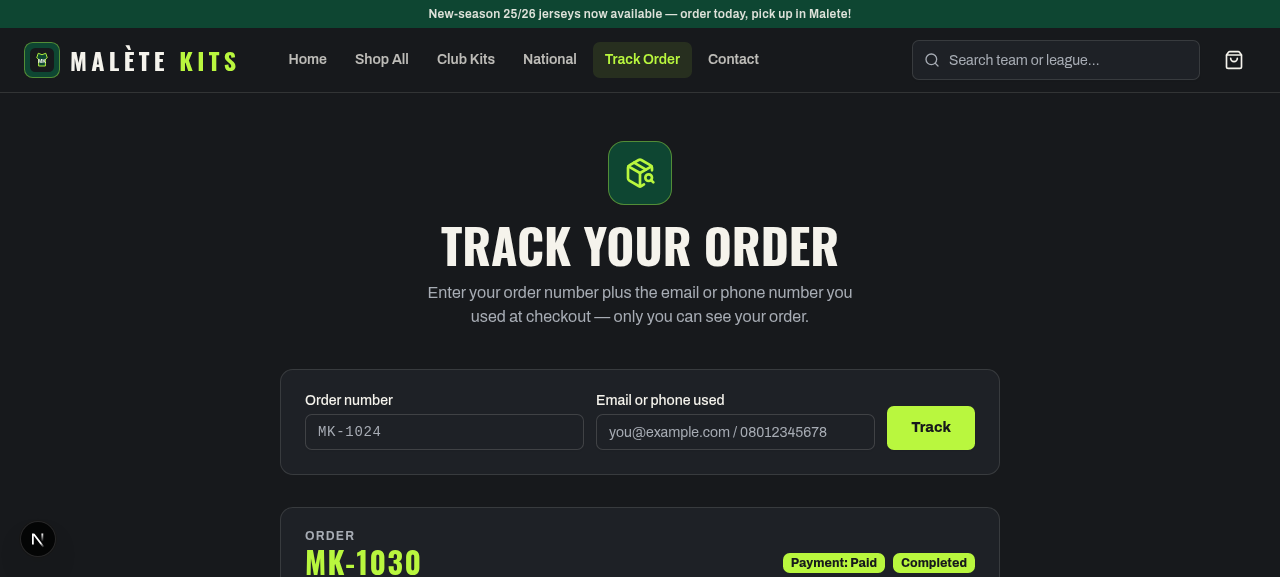 New-season 25/26 jerseys now available — order today, pick up in Malete!
MALÈTE KITS
Home
Shop All
Club Kits
National
Track Order
Contact
Search team or league...
TRACK YOUR ORDER
Enter your order number plus the email or phone number you
used at checkout — only you can see your order.
Order number
Email or phone used
MK-1024
you@example.com / 08012345678
Track
ORDER
MK-1030
Payment: Paid
Completed
N